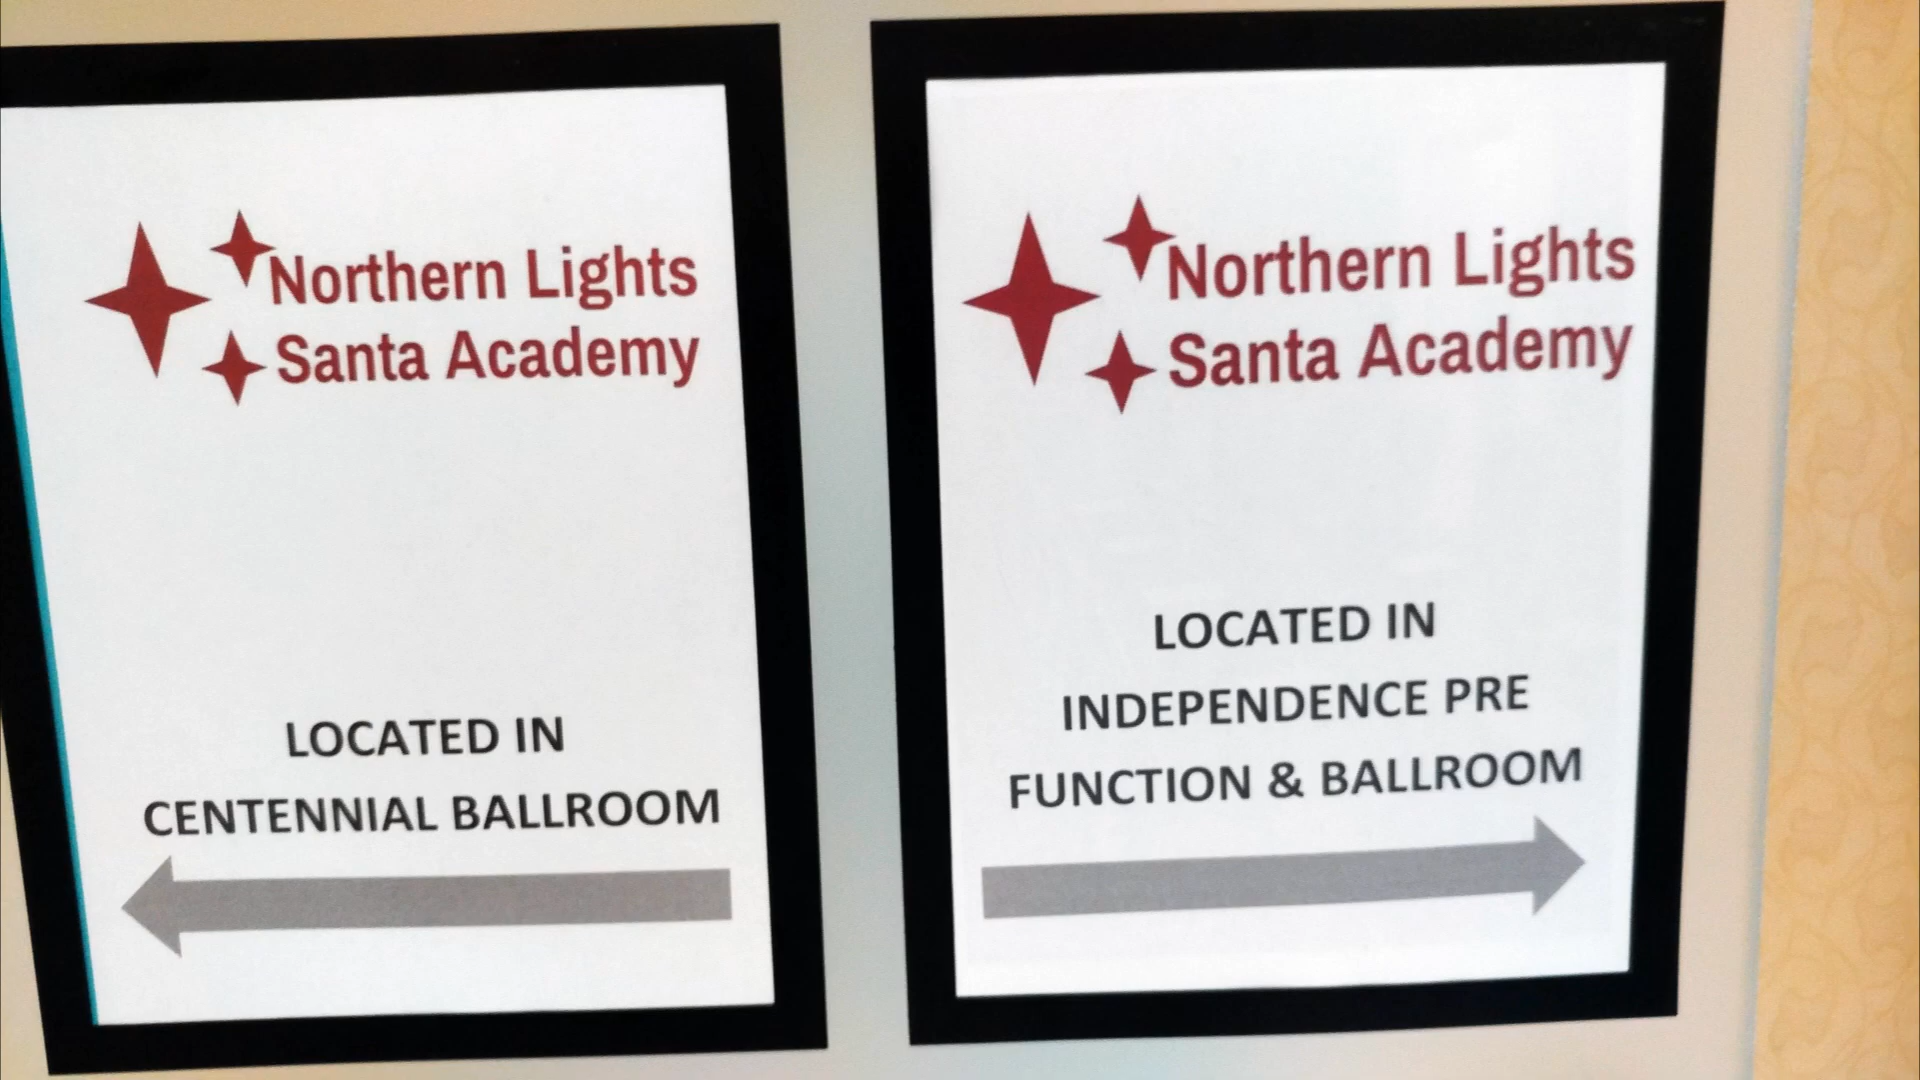 Northern Lights
Santa Academy
LOCATED IN
CENTENNIAL BALLROOM
Northern Lights
Santa Academy
LOCATED IN
INDEPENDENCE PRE
FUNCTION & BALLROOM